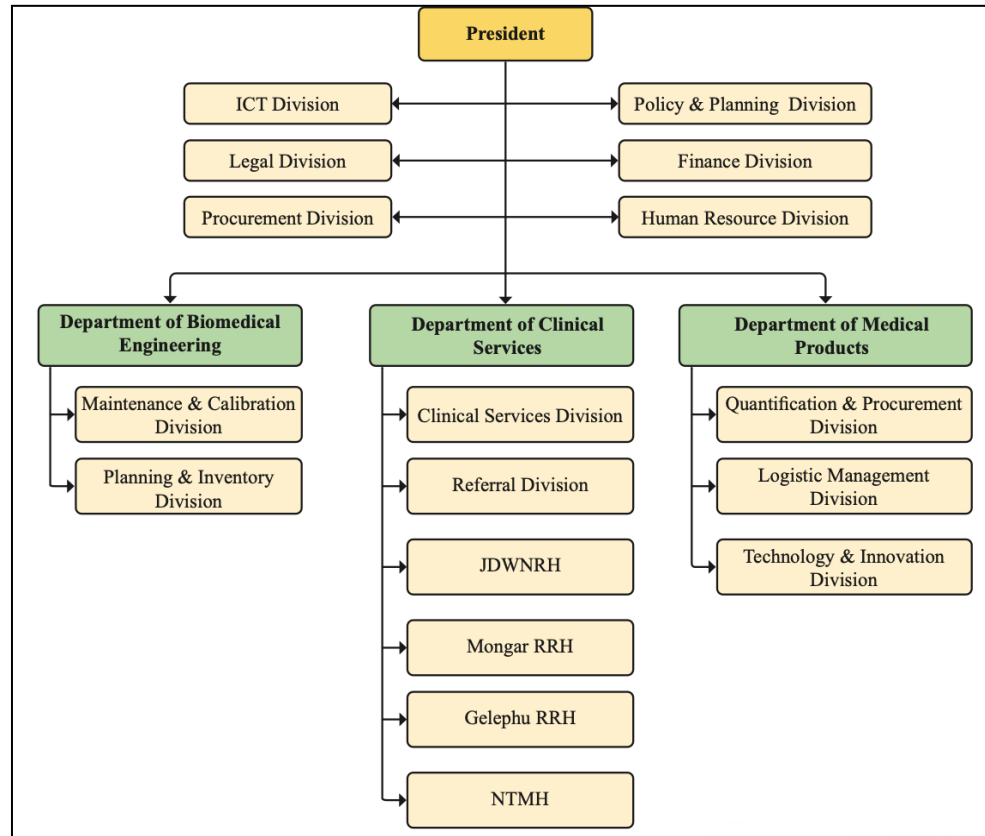 President
ICT Division
Policy & Planning Division
Legal Division
Finance Division
Procurement Division
Human Resource Division
Department of Biomedical
Engineering
Maintenance & Calibration
Division
Planning & Inventory
Division
Department of Clinical
Services
Clinical Services Division
Referral Division
JDWNRH
Mongar RRH
Gelephu RRH
NTMH
Department of Medical
Products
Quantification & Procurement
Division
Logistic Management
Division
Technology & Innovation
Division